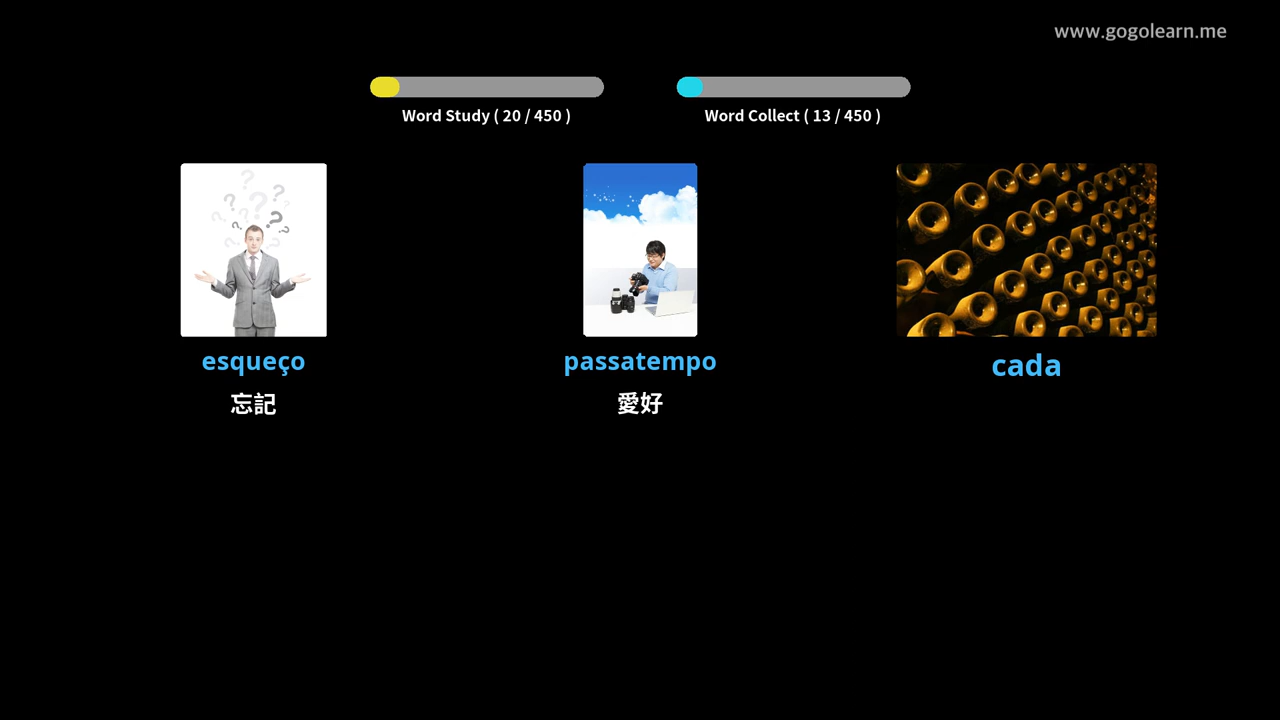 www.gogolearn.me
Word Study ( 20 / 450 )
Word Collect ( 13 / 450 )
esqueço
忘記
passatempo
愛好
cada